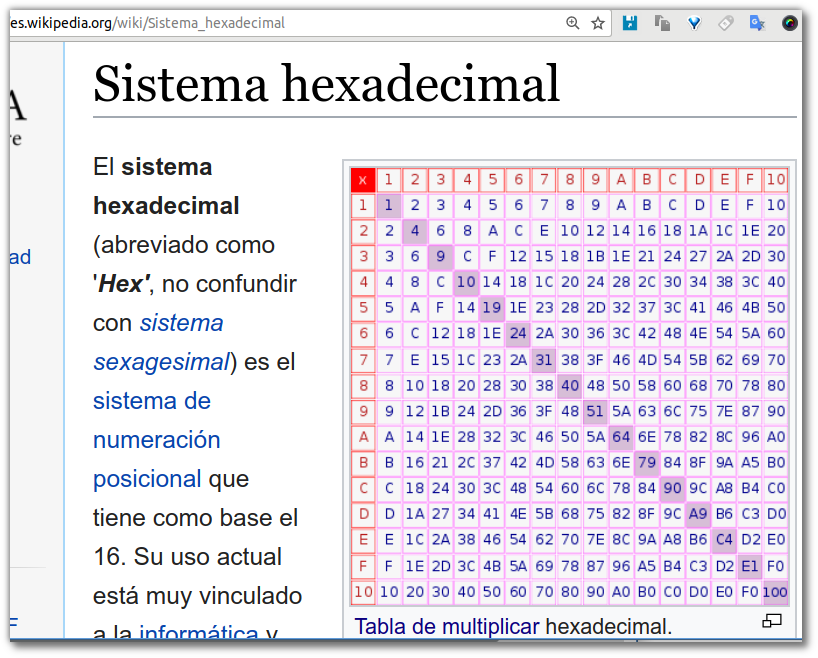 es.wikipedia.org/wiki/Sistema_hexadecimal
A
re
ad
Sistema hexadecimal
El sistema
hexadecimal
(abreviado como
'Hex', no confundir
con sistema
sexagesimal) es el
sistema de
numeración
posicional que
tiene como base el
16. Su uso actual
está muy vinculado
a la informática y
x 1 2 3 4 5 6 7 8 9 A B C D E F 10
1 1 2 3 4 5 6 7 8 9 A B C D E F 10
2 2 4 6 8 A C E 10 12 14 16 18 1A 1C 1E 20
3 3 6 9 C F 12 15 18 1B 1E 21 24 27 2A 2D 30
4 4 8 C 10 14 18 1C 20 24 28 2C 30 34 38 3C 40
5 5 A F 14 19 1E 23 28 2D 32 37 3C 41 46 4B 50
6 6 C 12 18 1E 24 2A 30 36 3C 42 48 4E 54 5A 60
7 7 E 15 1C 23 2A 31 38 3F 46 4D 54 5B 62 69 70
8 8 10 18 20 28 30 38 40 48 50 58 60 68 70 78 80
9 9 12 1B 24 2D 36 3F 48 51 5A 63 6C 75 7E 87 90
A A 14 1E 28 32 3C 46 50 5A 64 6E 78 82 8C 96 A0
B B 16 21 2C 37 42 4D 58 63 6E 79 84 8F 9A A5 B0
C C 18 24 30 3C 48 54 60 6C 78 84 90 9C A8 B4 C0
D D 1A 27 34 41 4E 5B 68 75 82 8F 9C A9 B6 C3 D0
E E 1C 2A 38 46 54 62 70 7E 8C 9A A8 B6 C4 D2 E0
F F 1E 2D 3C 4B 5A 69 78 87 96 A5 B4 C3 D2 E1 F0
10 10 20 30 40 50 60 70 80 90 A0 B0 C0 D0 E0 F0 100
Tabla de multiplicar hexadecimal.